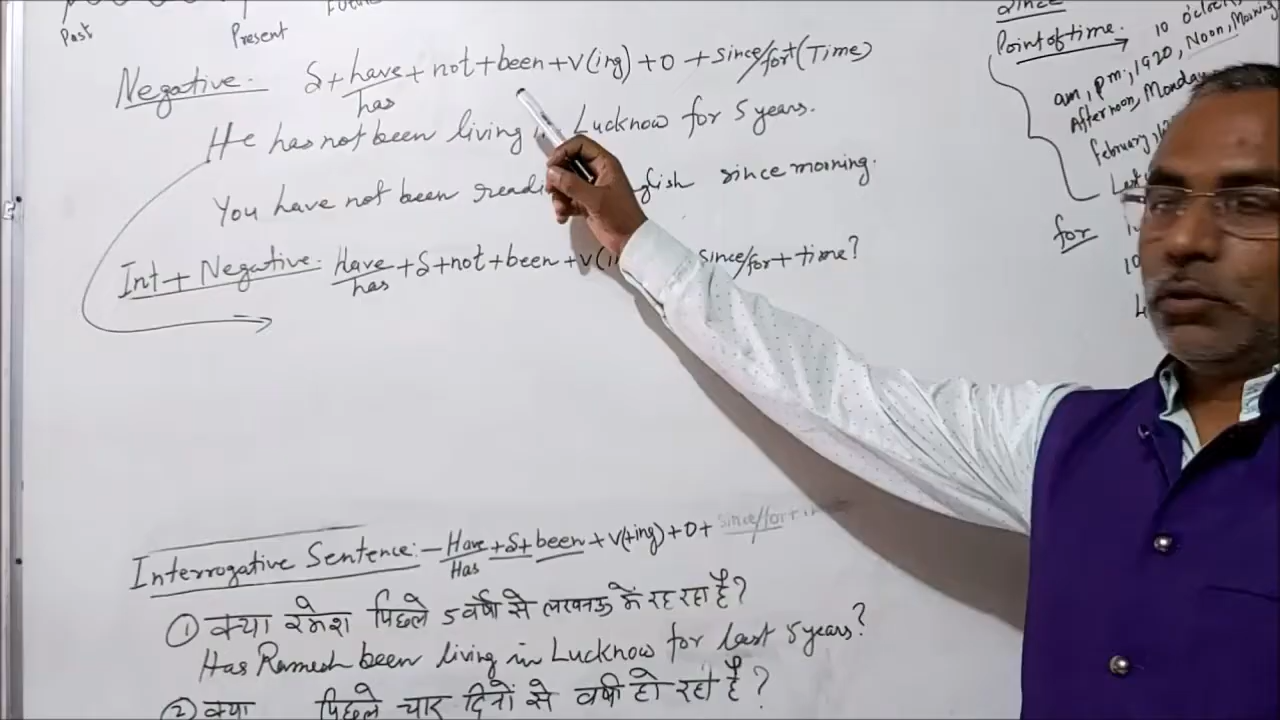 Past Present Future
Negative. S + have + not + been + V(ing) + O + since/for + (Time)
has
He has not been living in Lucknow for 5 years.
You have not been since morning.
Int + Negative. Have + S + not + been + V since/for + time?
has
Interrogative Sentence: - Have + S + been + V(+ing) + O + since/for +
Has
① क्या रमेश पिछले 5 वर्षों से लखनऊ में रह रहा है?
Has Ramesh been living in Lucknow for last 5 years?
② क्या पिछले चार दिनों से वर्षा हो रही है?
Since
Point of time.
10 o'clock
am, pm, 1920, Noon, Morning
Afternoon, Monday
February,
Last
for
10